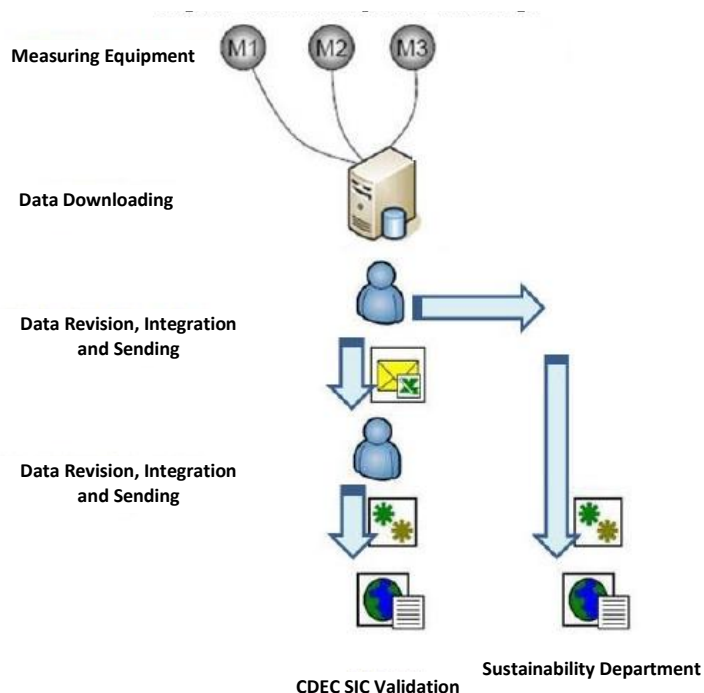 M1 M2 M3
Measuring Equipment
Data Downloading
Data Revision, Integration
and Sending
Data Revision, Integration
and Sending
Sustainability Department
CDEC SIC Validation